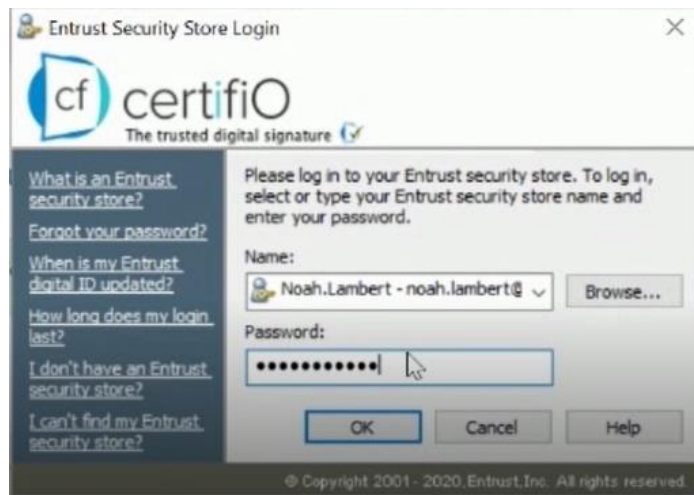 Entrust Security Store Login
cf certifiO
The trusted digital signature
What is an Entrust
security store?
Forgot your password?
When is my Entrust
digital ID updated?
How long does my login
last?
I don't have an Entrust
security store?
I can't find my Entrust
security store?
Please log in to your Entrust security store. To log in,
select or type your Entrust security store name and
enter your password.
Name:
Noah.Lambert - noah.lambert@
Browse...
Password:
OK
Cancel
Help
© Copyright 2001 - 2020, Entrust, Inc. All rights reserved